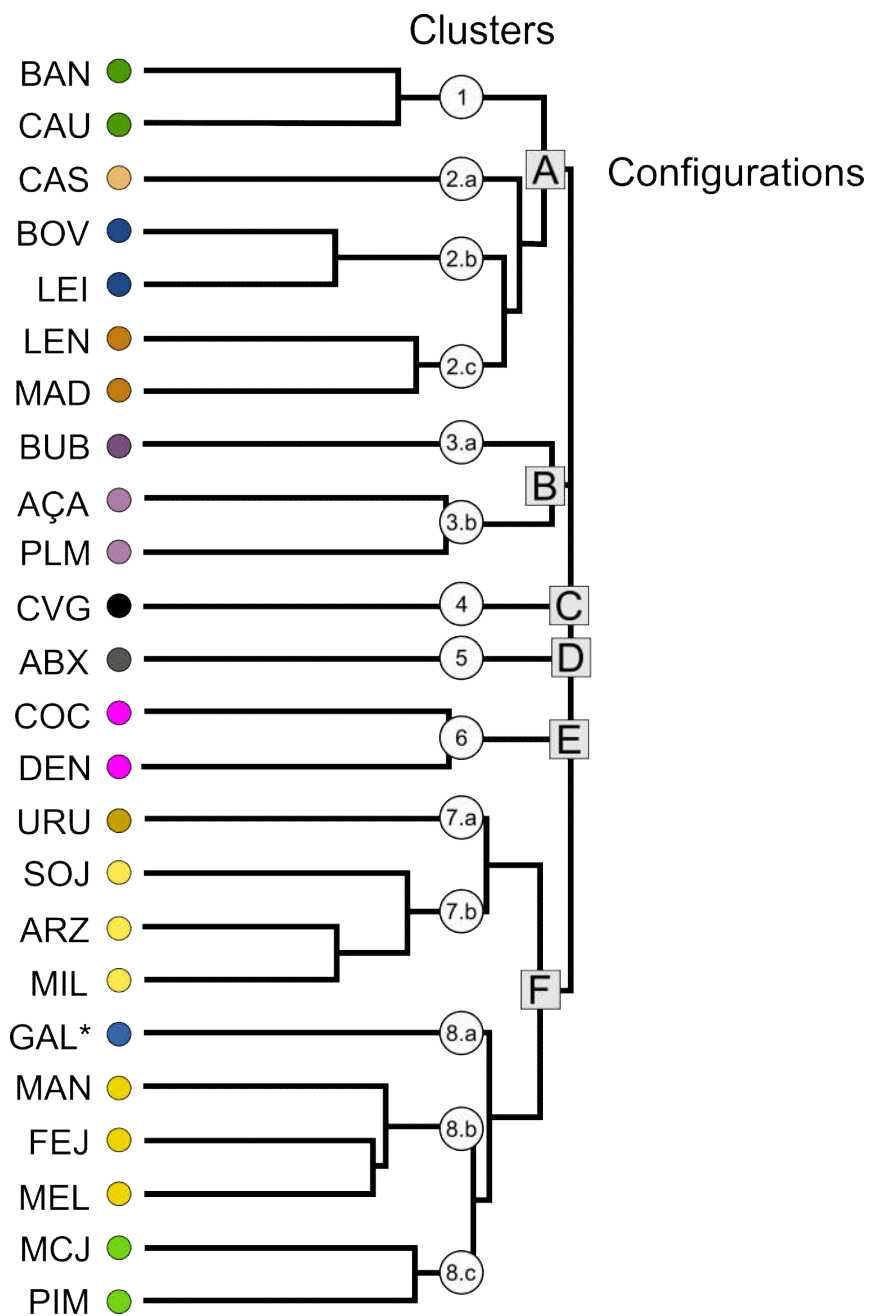 Clusters
BAN
1
CAU
A
Configurations
CAS
2.a
BOV
2.b
LEI
LEN
2.c
MAD
BUB
3.a
B
AÇA
3.b
PLM
CVG
4
C
ABX
5
D
COC
6
E
DEN
URU
7.a
SOJ
7.b
ARZ
MIL
F
GAL*
8.a
MAN
8.b
FEJ
MEL
MCJ
8.c
PIM